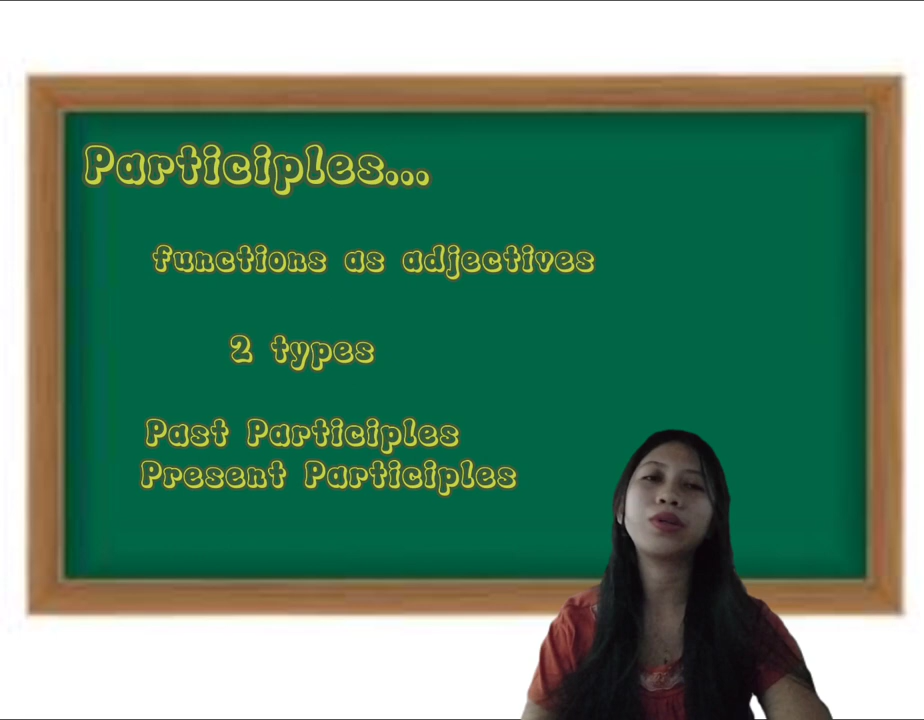 Participles...
functions as adjectives
2 types
Past Participles
Present Participles